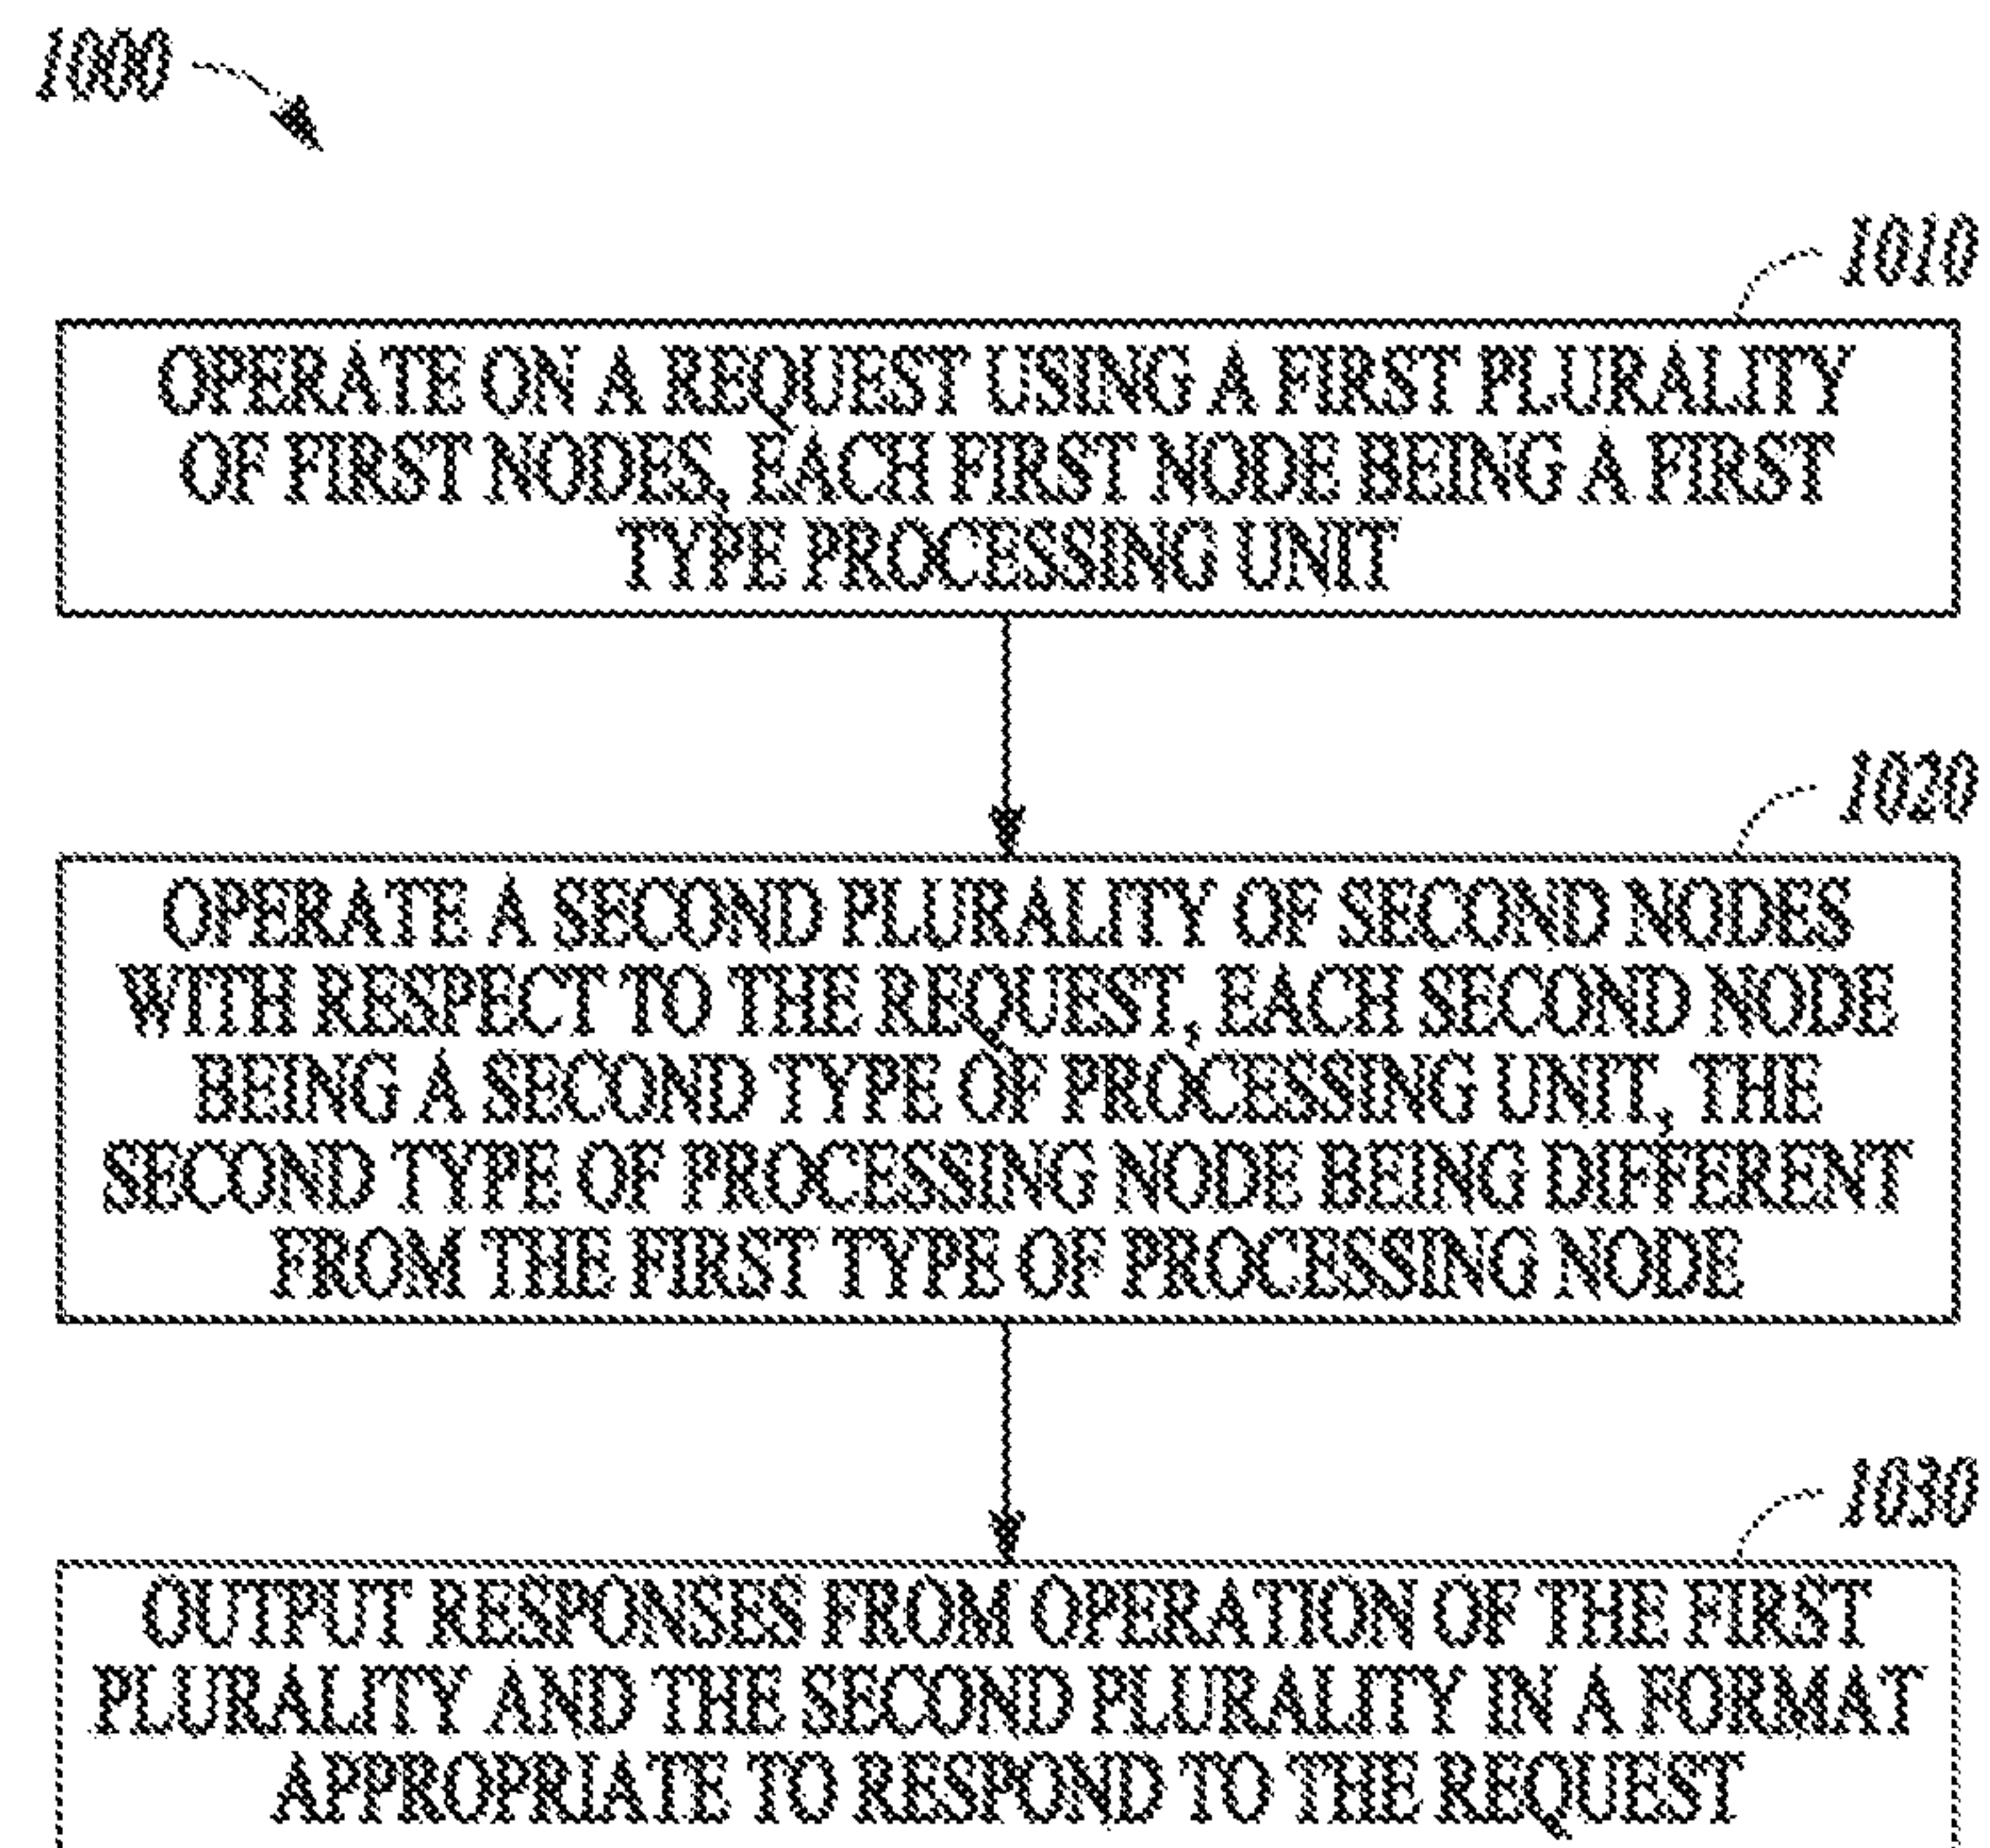 1000
1010
OPERATE ON A REQUEST USING A FIRST PLURALITY
OF FIRST NODES, EACH FIRST NODE BEING A FIRST
TYPE PROCESSING UNIT
1020
OPERATE A SECOND PLURALITY OF SECOND NODES
WITH RESPECT TO THE REQUEST, EACH SECOND NODE
BEING A SECOND TYPE OF PROCESSING UNIT, THE
SECOND TYPE OF PROCESSING NODE BEING DIFFERENT
FROM THE FIRST TYPE OF PROCESSING NODE
1030
OUTPUT RESPONSES FROM OPERATION OF THE FIRST
PLURALITY AND THE SECOND PLURALITY IN A FORMAT
APPROPRIATE TO RESPOND TO THE REQUEST